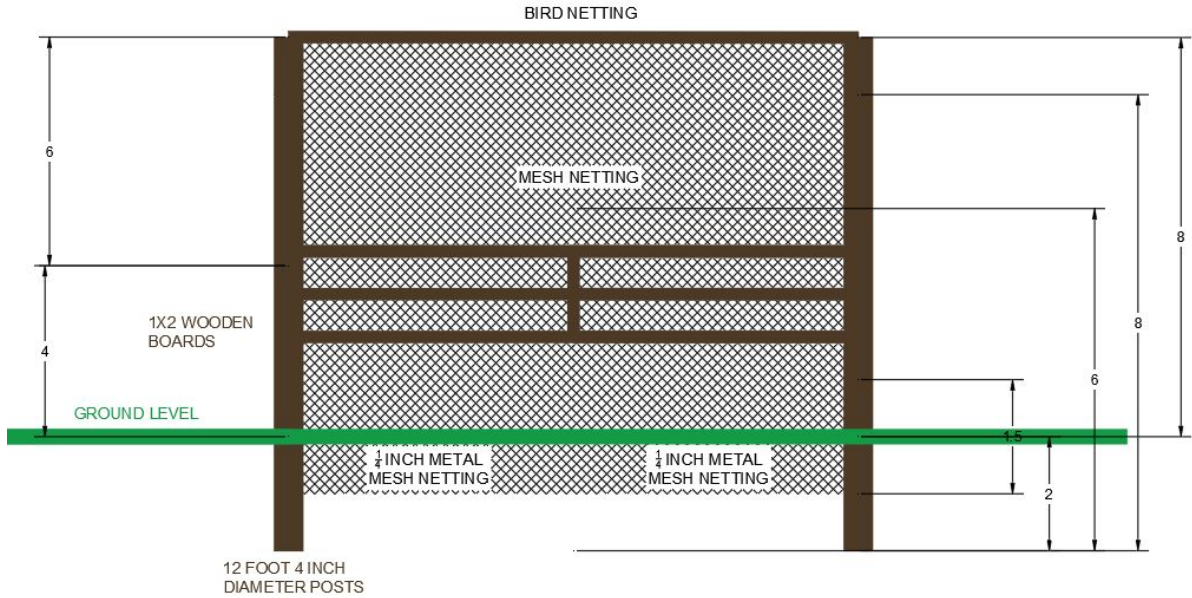 BIRD NETTING
6
MESH NETTING
8
8
1X2 WOODEN
BOARDS
4
6
GROUND LEVEL
1.5
1/4 INCH METAL
MESH NETTING
1/4 INCH METAL
MESH NETTING
2
12 FOOT 4 INCH
DIAMETER POSTS